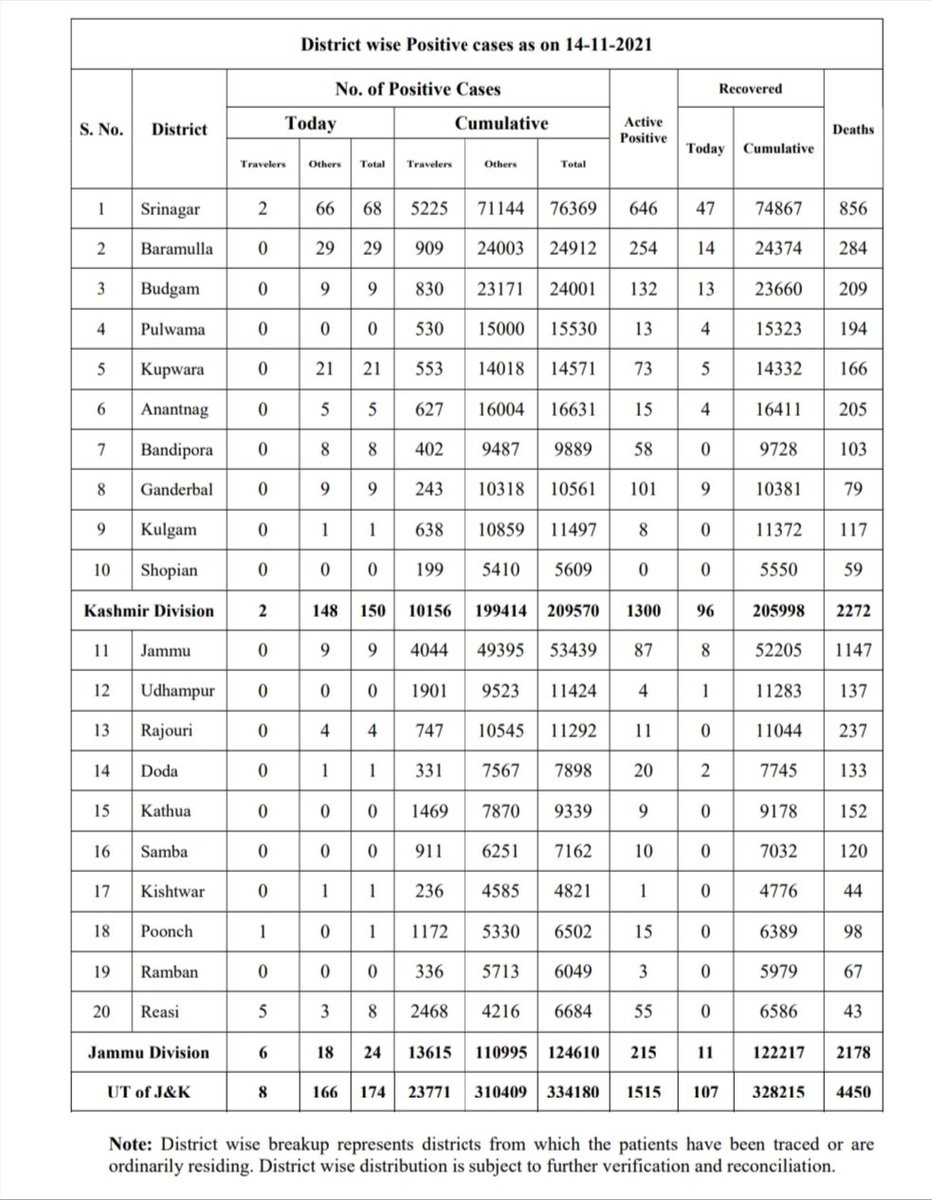 District wise Positive cases as on 14-11-2021
S. No. District No. of Positive Cases Active Positive Recovered Deaths
Today Cumulative Today Cumulative
Travelers Others Total Travelers Others Total
1 Srinagar 2 66 68 5225 71144 76369 646 47 74867 856
2 Baramulla 0 29 29 909 24003 24912 254 14 24374 284
3 Budgam 0 9 9 830 23171 24001 132 13 23660 209
4 Pulwama 0 0 0 530 15000 15530 13 4 15323 194
5 Kupwara 0 21 21 553 14018 14571 73 5 14332 166
6 Anantnag 0 5 5 627 16004 16631 15 4 16411 205
7 Bandipora 0 8 8 402 9487 9889 58 0 9728 103
8 Ganderbal 0 9 9 243 10318 10561 101 9 10381 79
9 Kulgam 0 1 1 638 10859 11497 8 0 11372 117
10 Shopian 0 0 0 199 5410 5609 0 0 5550 59
Kashmir Division 2 148 150 10156 199414 209570 1300 96 205998 2272
11 Jammu 0 9 9 4044 49395 53439 87 8 52205 1147
12 Udhampur 0 0 0 1901 9523 11424 4 1 11283 137
13 Rajouri 0 4 4 747 10545 11292 11 0 11044 237
14 Doda 0 1 1 331 7567 7898 20 2 7745 133
15 Kathua 0 0 0 1469 7870 9339 9 0 9178 152
16 Samba 0 0 0 911 6251 7162 10 0 7032 120
17 Kishtwar 0 1 1 236 4585 4821 1 0 4776 44
18 Poonch 1 0 1 1172 5330 6502 15 0 6389 98
19 Ramban 0 0 0 336 5713 6049 3 0 5979 67
20 Reasi 5 3 8 2468 4216 6684 55 0 6586 43
Jammu Division 6 18 24 13615 110995 124610 215 11 122217 2178
UT of J&K 8 166 174 23771 310409 334180 1515 107 328215 4450
Note: District wise breakup represents districts from which the patients have been traced or are
ordinarily residing. District wise distribution is subject to further verification and reconciliation.